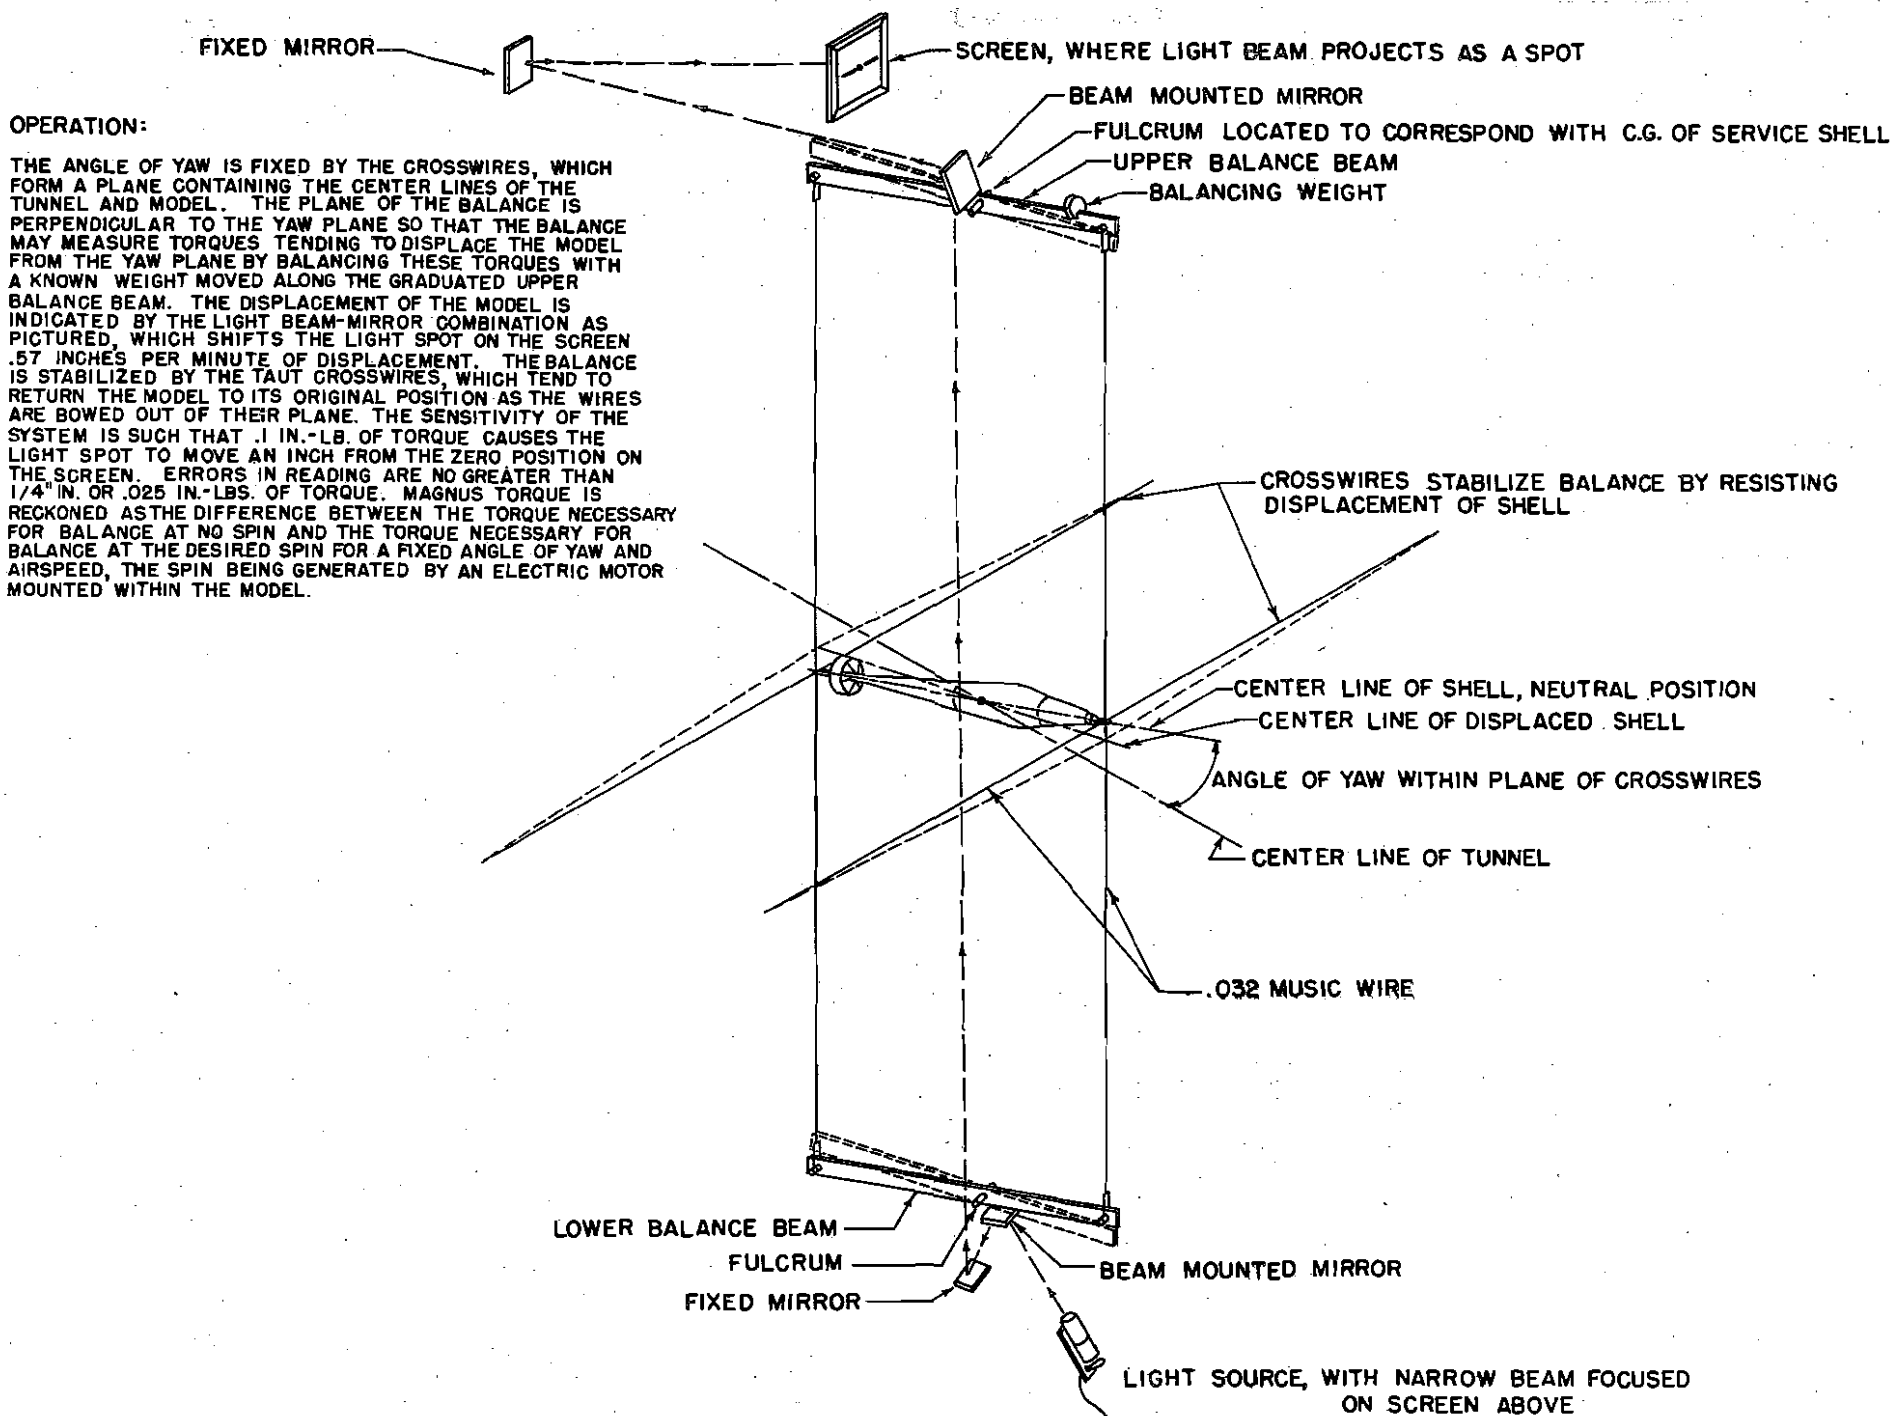 FIXED MIRROR
SCREEN, WHERE LIGHT BEAM PROJECTS AS A SPOT
BEAM MOUNTED MIRROR
FULCRUM LOCATED TO CORRESPOND WITH C.G. OF SERVICE SHELL
UPPER BALANCE BEAM
BALANCING WEIGHT
OPERATION:
THE ANGLE OF YAW IS FIXED BY THE CROSSWIRES, WHICH
FORM A PLANE CONTAINING THE CENTER LINES OF THE
TUNNEL AND MODEL. THE PLANE OF THE BALANCE IS
PERPENDICULAR TO THE YAW PLANE SO THAT THE BALANCE
MAY MEASURE TORQUES TENDING TO DISPLACE THE MODEL
FROM THE YAW PLANE BY BALANCING THESE TORQUES WITH
A KNOWN WEIGHT MOVED ALONG THE GRADUATED UPPER
BALANCE BEAM. THE DISPLACEMENT OF THE MODEL IS
INDICATED BY THE LIGHT BEAM-MIRROR COMBINATION AS
PICTURED, WHICH SHIFTS THE LIGHT SPOT ON THE SCREEN
.57 INCHES PER MINUTE OF DISPLACEMENT. THE BALANCE
IS STABILIZED BY THE TAUT CROSSWIRES, WHICH TEND TO
RETURN THE MODEL TO ITS ORIGINAL POSITION AS THE WIRES
ARE BOWED OUT OF THEIR PLANE. THE SENSITIVITY OF THE
SYSTEM IS SUCH THAT .1 IN.-LB. OF TORQUE CAUSES THE
LIGHT SPOT TO MOVE AN INCH FROM THE ZERO POSITION ON
THE SCREEN. ERRORS IN READING ARE NO GREATER THAN
1/4" IN. OR .025 IN.-LBS. OF TORQUE. MAGNUS TORQUE IS
RECKONED AS THE DIFFERENCE BETWEEN THE TORQUE NECESSARY
FOR BALANCE AT NO SPIN AND THE TORQUE NECESSARY FOR
BALANCE AT THE DESIRED SPIN FOR A FIXED ANGLE OF YAW AND
AIRSPEED, THE SPIN BEING GENERATED BY AN ELECTRIC MOTOR
MOUNTED WITHIN THE MODEL.
CROSSWIRES STABILIZE BALANCE BY RESISTING
DISPLACEMENT OF SHELL
CENTER LINE OF SHELL, NEUTRAL POSITION
CENTER LINE OF DISPLACED SHELL
ANGLE OF YAW WITHIN PLANE OF CROSSWIRES
CENTER LINE OF TUNNEL
.032 MUSIC WIRE
LOWER BALANCE BEAM
FULCRUM
FIXED MIRROR
BEAM MOUNTED MIRROR
LIGHT SOURCE, WITH NARROW BEAM FOCUSED
ON SCREEN ABOVE